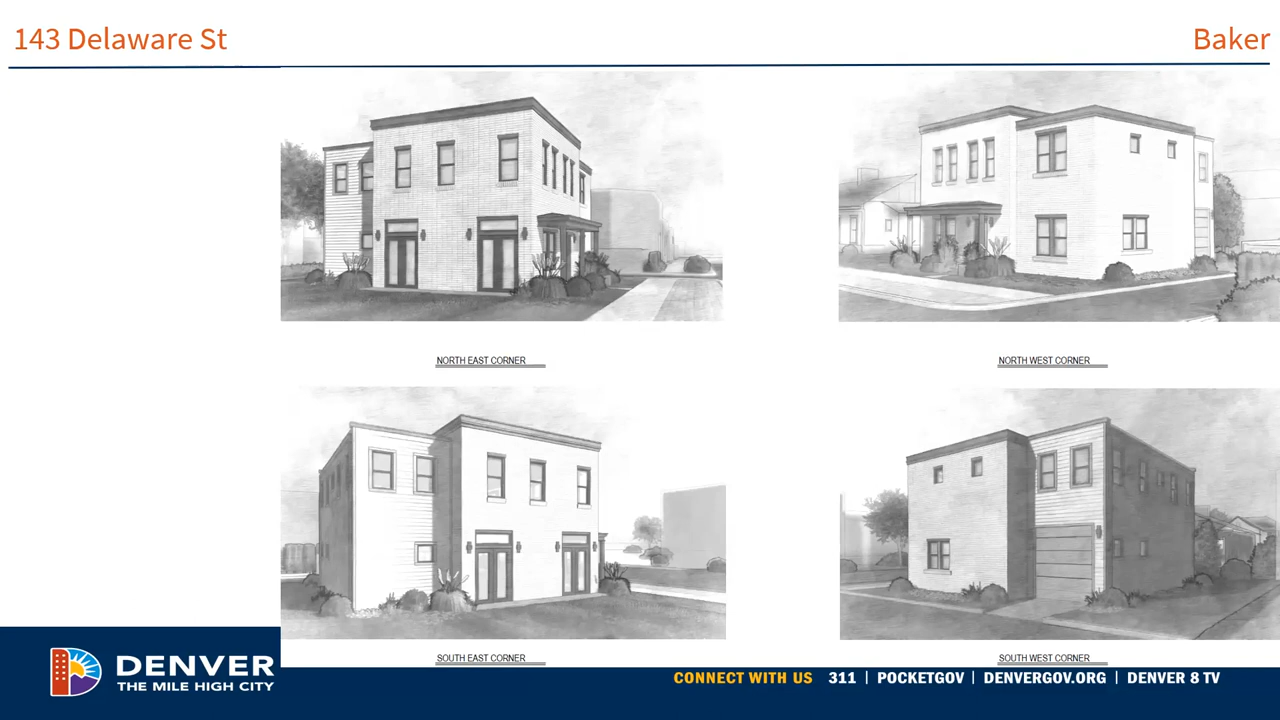 143 Delaware St
Baker
NORTH EAST CORNER
NORTH WEST CORNER
SOUTH EAST CORNER
SOUTH WEST CORNER
DENVER
THE MILE HIGH CITY
CONNECT WITH US 311 | POCKETGOV | DENVERGOV.ORG | DENVER 8 TV